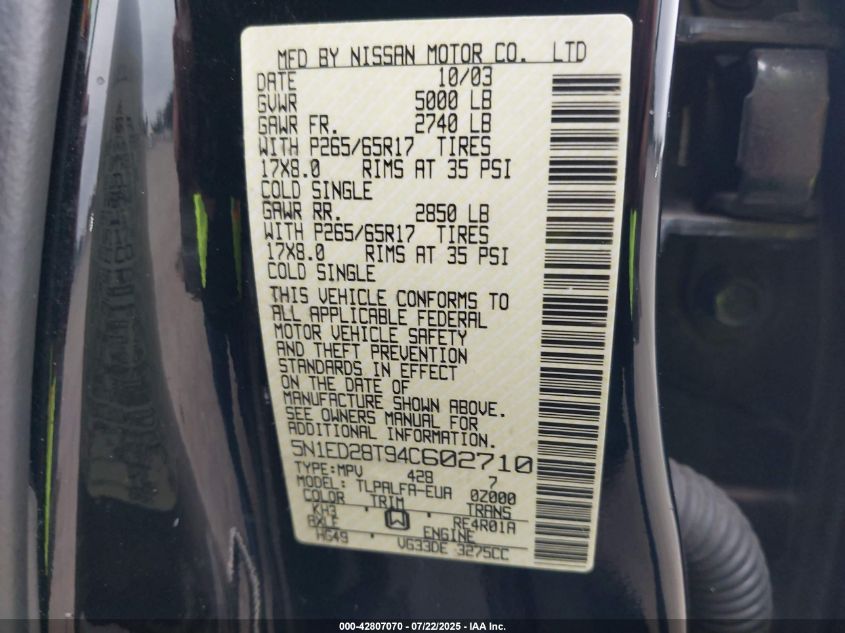 MFD BY NISSAN MOTOR CO. LTD
DATE 10/03
GVWR 5000 LB
GAWR FR. 2740 LB
WITH P265/65R17 TIRES
17X8.0 RIMS AT 35 PSI
COLD SINGLE
GAWR RR. 2850 LB
WITH P265/65R17 TIRES
17X8.0 RIMS AT 35 PSI
COLD SINGLE
THIS VEHICLE CONFORMS TO
ALL APPLICABLE FEDERAL
MOTOR VEHICLE SAFETY
AND THEFT PREVENTION
STANDARDS IN EFFECT
ON THE DATE OF
MANUFACTURE SHOWN ABOVE.
SEE OWNERS MANUAL FOR
ADDITIONAL INFORMATION.
5N1ED28T94C602710
TYPE:MPV 428 7
MODEL: TLPALFA-EUA 0Z000
COLOR TRIM TRANS
KH3 W RE4R01A
AXLE ENGINE
HG49 VG33DE 3275CC
000-42807070 | 07/22/2025 - IAA Inc.